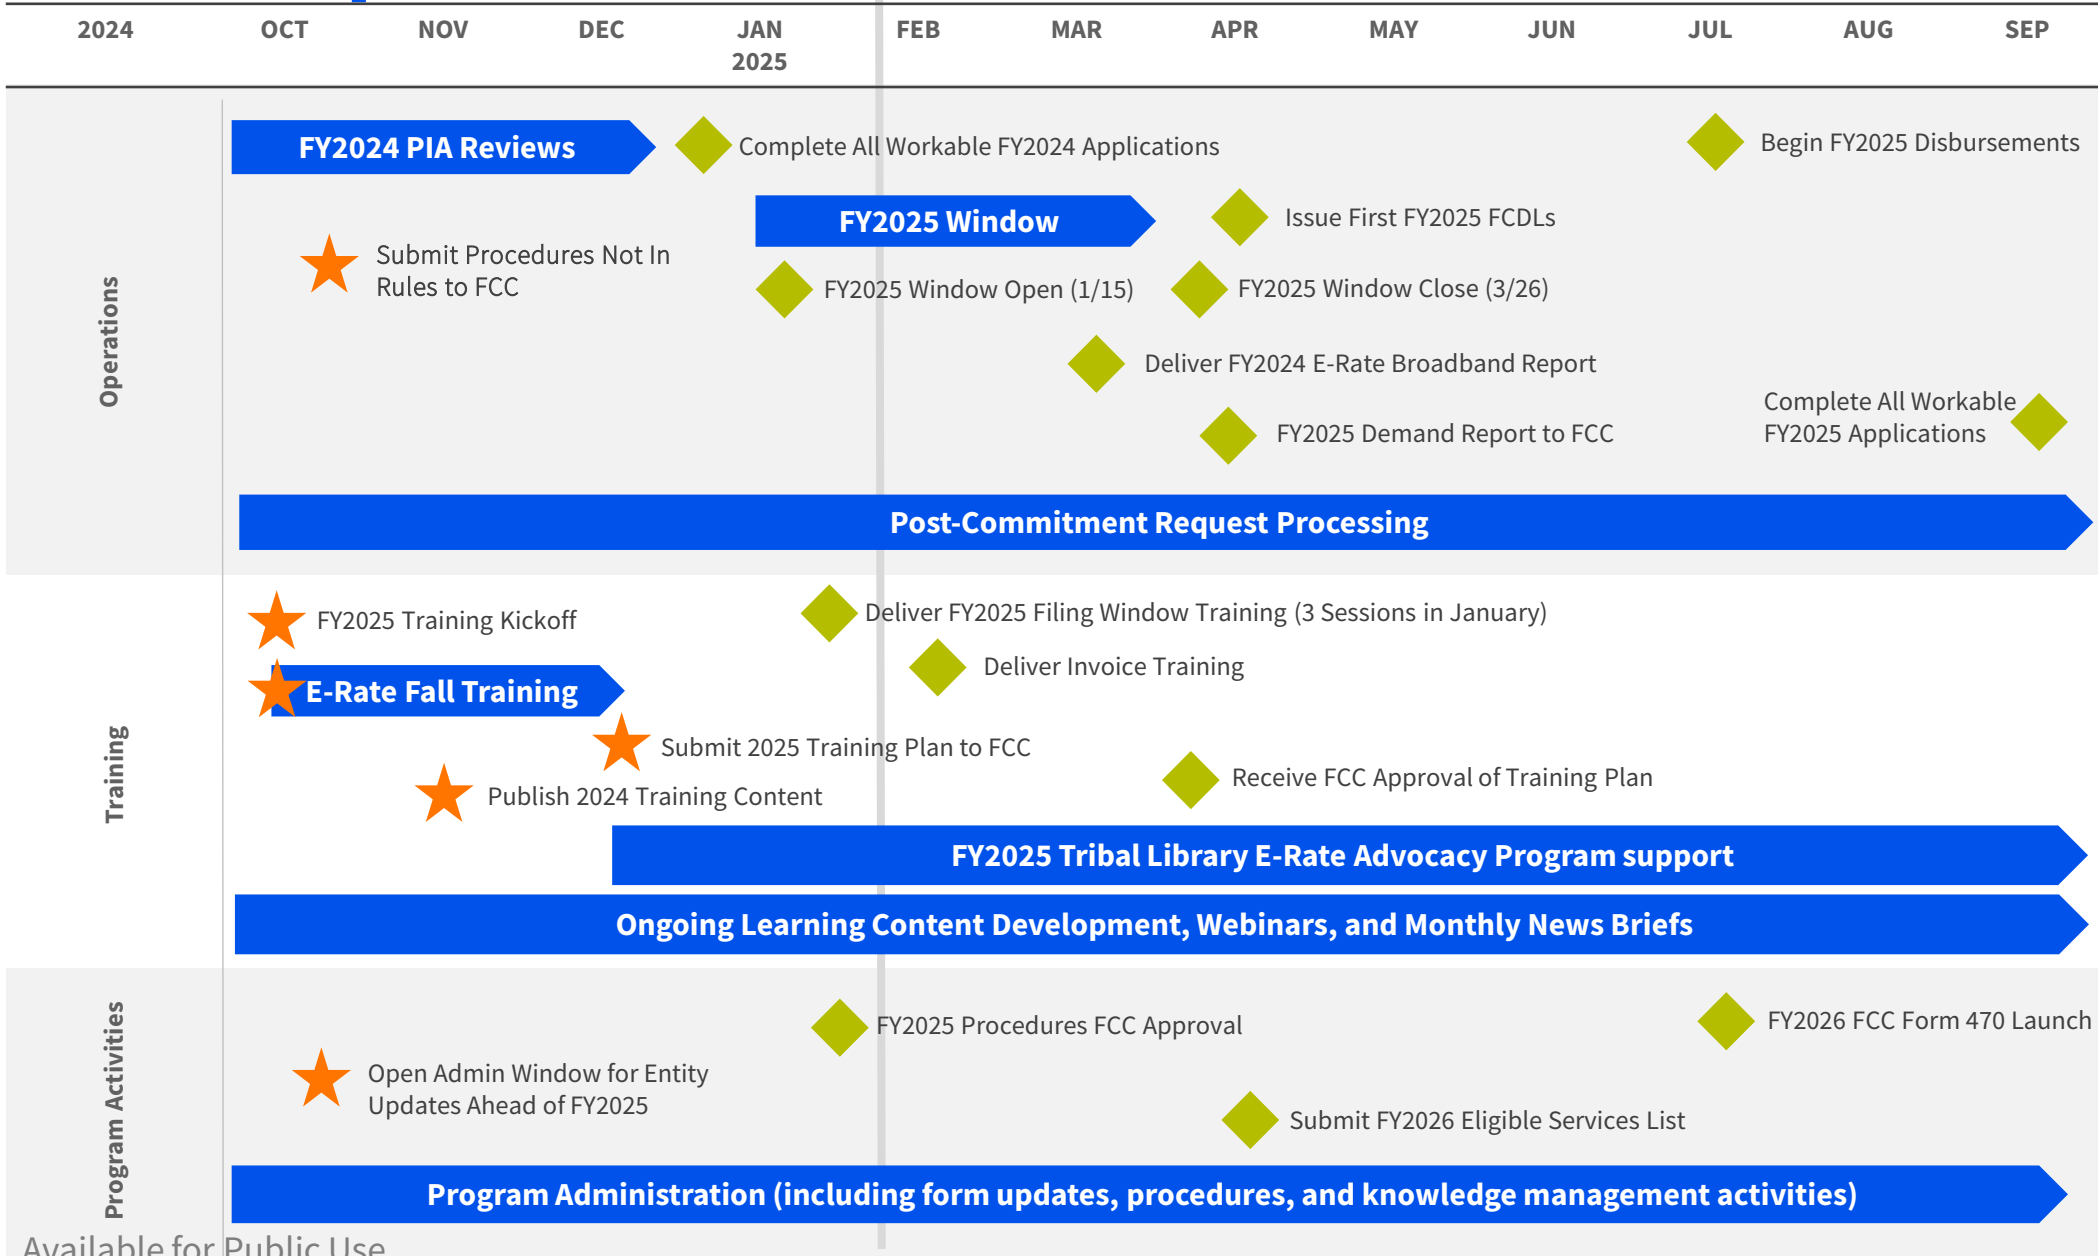 2024 OCT NOV DEC JAN FEB MAR APR MAY JUN JUL AUG SEP
2025
Operations
FY2024 PIA Reviews
Complete All Workable FY2024 Applications
Begin FY2025 Disbursements
FY2025 Window
Issue First FY2025 FCDLs
Submit Procedures Not In
Rules to FCC
FY2025 Window Open (1/15)
FY2025 Window Close (3/26)
Deliver FY2024 E-Rate Broadband Report
Complete All Workable
FY2025 Applications
FY2025 Demand Report to FCC
Post-Commitment Request Processing
Training
FY2025 Training Kickoff
Deliver FY2025 Filing Window Training (3 Sessions in January)
Deliver Invoice Training
E-Rate Fall Training
Submit 2025 Training Plan to FCC
Receive FCC Approval of Training Plan
Publish 2024 Training Content
FY2025 Tribal Library E-Rate Advocacy Program support
Ongoing Learning Content Development, Webinars, and Monthly News Briefs
Program Activities
FY2025 Procedures FCC Approval
FY2026 FCC Form 470 Launch
Open Admin Window for Entity
Updates Ahead of FY2025
Submit FY2026 Eligible Services List
Program Administration (including form updates, procedures, and knowledge management activities)
Available for Public Use